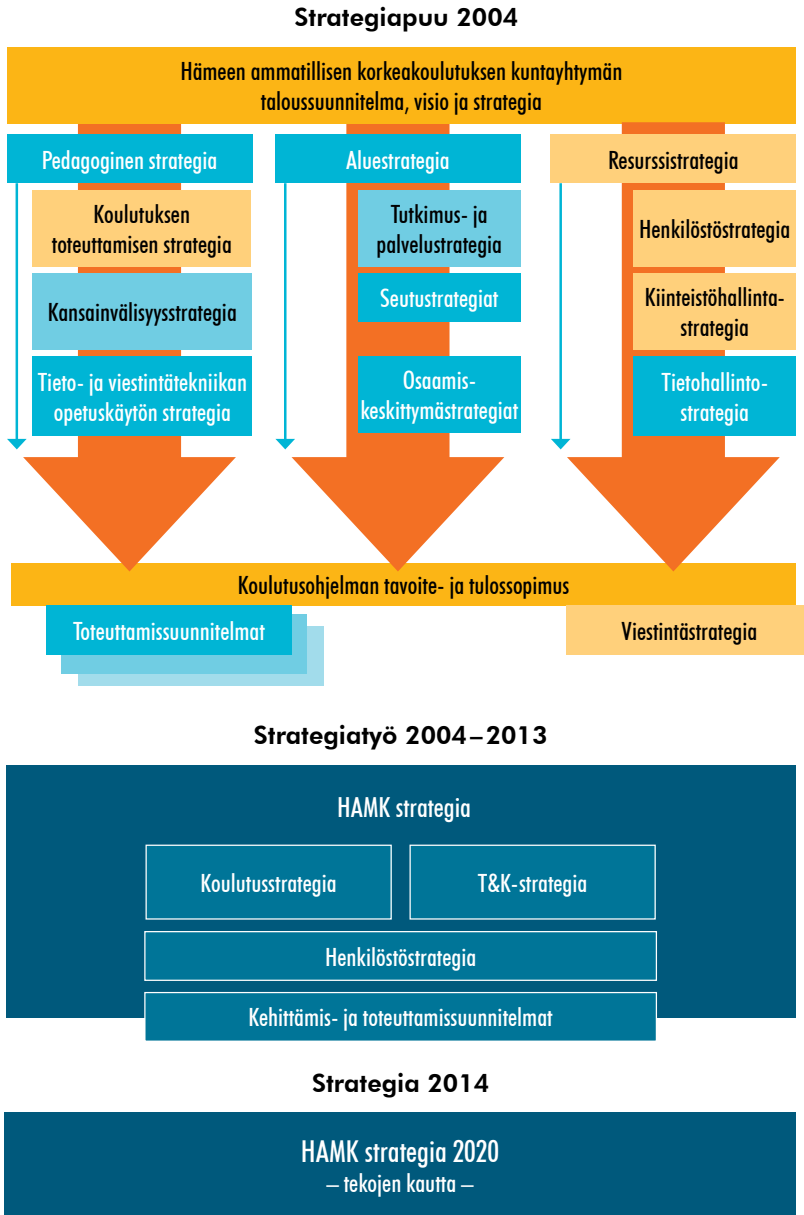 Strategiapuu 2004
Hämeen ammatillisen korkeakoulutuksen kuntayhtymän
taloussuunnitelma, visio ja strategia
Pedagoginen strategia
Koulutuksen
toteuttamisen strategia
Kansainvälisyysstrategia
Tieto- ja viestintätekniikan
opetuskäytön strategia
Aluestrategia
Tutkimus- ja
palvelustrategia
Seutustrategiat
Osaamis-
keskittymästrategiat
Resurssistrategia
Henkilöstöstrategia
Kiinteistöhallinta-
strategia
Tietohallinto-
strategia
Koulutusohjelman tavoite- ja tulossopimus
Toteuttamissuunnitelmat
Viestintästrategia
Strategiatyö 2004–2013
HAMK strategia
Koulutusstrategia
T&K-strategia
Henkilöstöstrategia
Kehittämis- ja toteuttamissuunnitelmat
Strategia 2014
HAMK strategia 2020
– tekojen kautta –